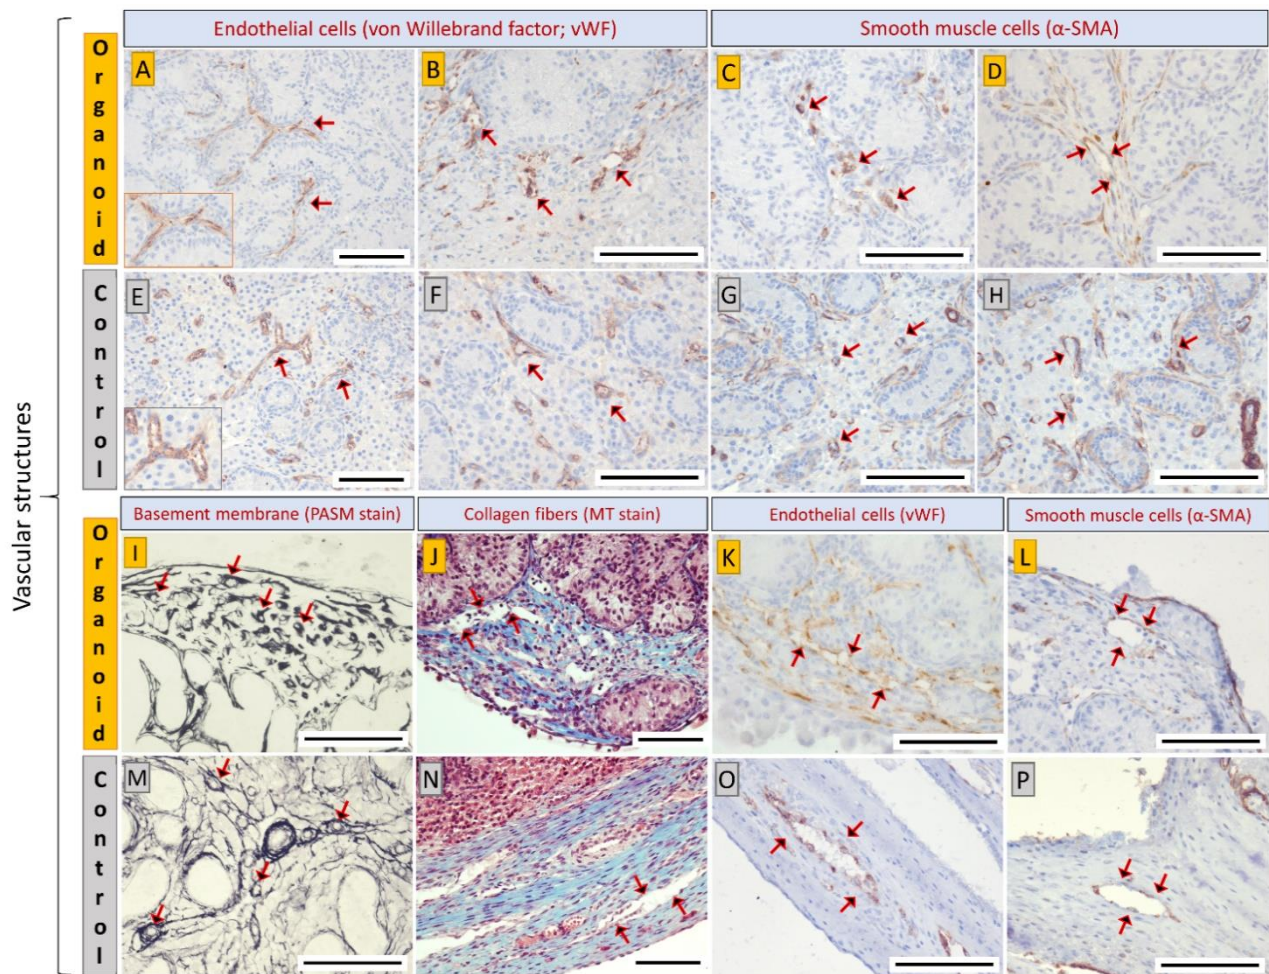 Vascular structures
Endothelial cells (von Willebrand factor; vWF)
Smooth muscle cells (α-SMA)
Organoid
A
B
C
D
Control
E
F
G
H
Basement membrane (PASM stain)
Collagen fibers (MT stain)
Endothelial cells (vWF)
Smooth muscle cells (α-SMA)
Organoid
I
J
K
L
Control
M
N
O
P